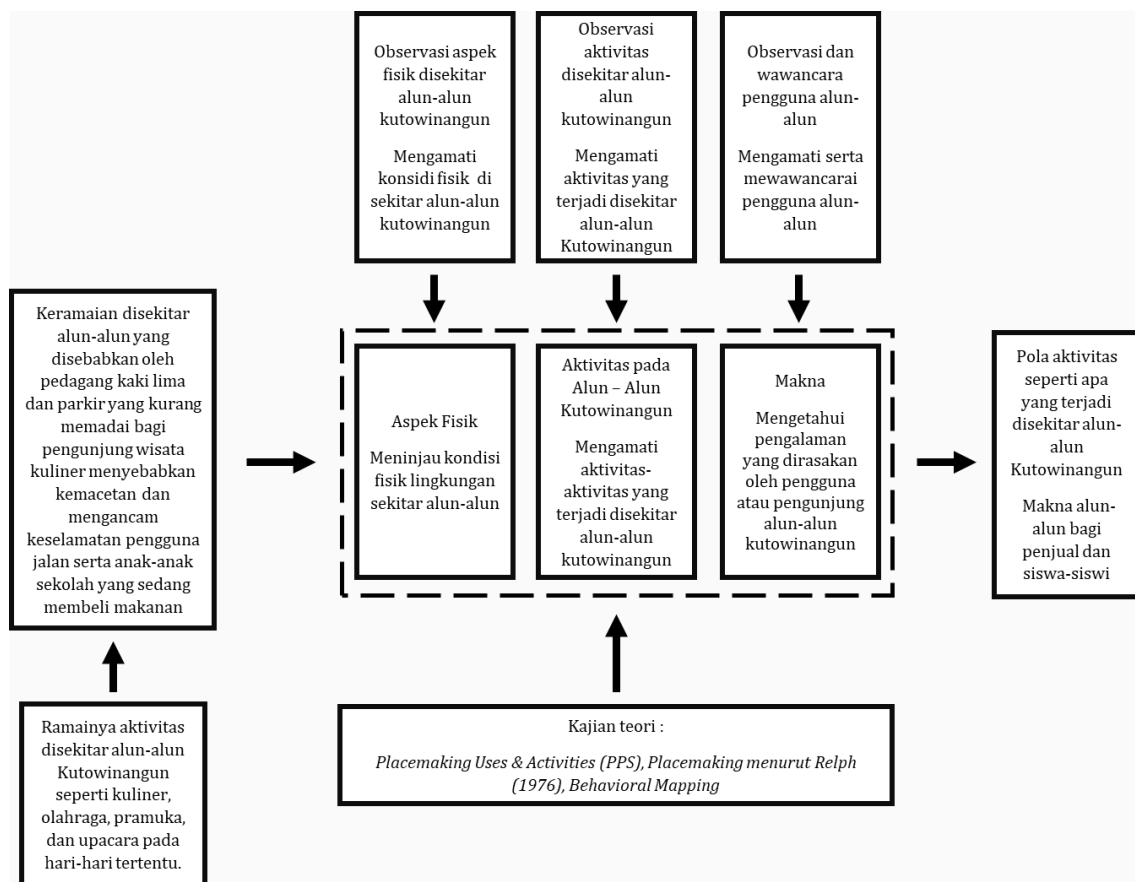 Observasi aspek
fisik disekitar
alun-alun
kutowinangun
Mengamati
konsidi fisik di
sekitar alun-alun
kutowinangun
Observasi
aktivitas
disekitar alun-
alun
kutowinangun
Mengamati
aktivitas yang
terjadi disekitar
alun-alun
Kutowinangun
Observasi dan
wawancara
pengguna alun-
alun
Mengamati serta
mewawancarai
pengguna alun-
alun
Keramaian disekitar
alun-alun yang
disebabkan oleh
pedagang kaki lima
dan parkir yang kurang
memadai bagi
pengunjung wisata
kuliner menyebabkan
kemacetan dan
mengancam
keselamatan pengguna
jalan serta anak-anak
sekolah yang sedang
membeli makanan
Aspek Fisik
Meninjau kondisi
fisik lingkungan
sekitar alun-alun
Aktivitas pada
Alun – Alun
Kutowinangun
Mengamati
aktivitas-
aktivitas yang
terjadi disekitar
alun-alun
kutowinangun
Makna
Mengetahui
pengalaman
yang dirasakan
oleh pengguna
atau pengunjung
alun-alun
kutowinangun
Pola aktivitas
seperti apa
yang terjadi
disekitar alun-
alun
Kutowinangun
Makna alun-
alun bagi
penjual dan
siswa-siswi
Ramainya aktivitas
disekitar alun-alun
Kutowinangun
seperti kuliner,
olahraga, pramuka,
dan upacara pada
hari-hari tertentu.
Kajian teori :
Placemaking Uses & Activities (PPS), Placemaking menurut Relph
(1976), Behavioral Mapping